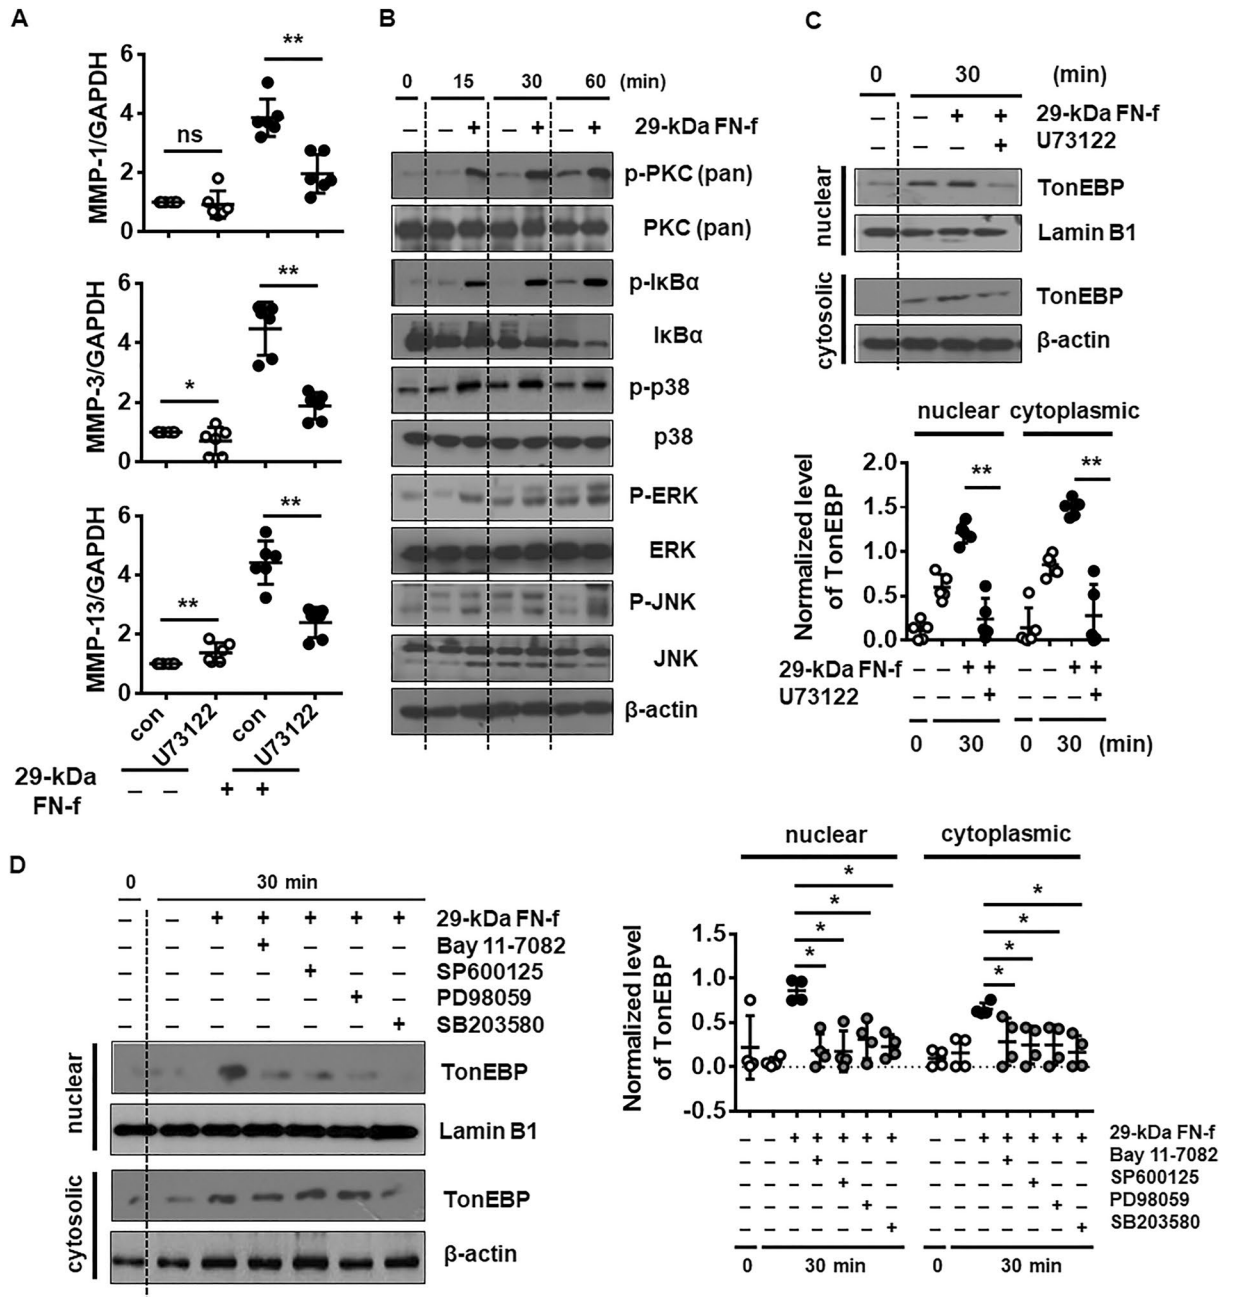 A
MMP-1/GAPDH
6
4
2
0
ns
**
MMP-3/GAPDH
6
4
2
0
*
**
MMP-13/GAPDH
6
4
2
0
**
**
con
U73122
con
U73122
29-kDa
FN-f
– – + +
B
0 15 30 60 (min)
– – + – + – + 29-kDa FN-f
p-PKC (pan)
PKC (pan)
p-IκBα
IκBα
p-p38
p38
P-ERK
ERK
P-JNK
JNK
β-actin
C
0 30 (min)
– – + + 29-kDa FN-f
– – – + U73122
nuclear
TonEBP
Lamin B1
cytosolic
TonEBP
β-actin
nuclear cytoplasmic
Normalized level
of TonEBP
2.0
1.5
1.0
0.5
0.0
**
**
29-kDa FN-f – – + + – – + +
U73122 – – – + – – – +
0 30 0 30 (min)
D
0 30 min
– – + + + + + 29-kDa FN-f
– – – + – – – Bay 11-7082
– – – – + – – SP600125
– – – – – + – PD98059
– – – – – – + SB203580
nuclear
TonEBP
Lamin B1
cytosolic
TonEBP
β-actin
nuclear cytoplasmic
Normalized level
of TonEBP
1.5
1.0
0.5
0.0
-0.5
*
*
*
*
*
*
*
*
– – + + + + + – – + + + + + 29-kDa FN-f
– – – + – – – – – – + – – – Bay 11-7082
– – – – + – – – – – – + – – SP600125
– – – – – + – – – – – – + – PD98059
– – – – – – + – – – – – – + SB203580
0 30 min 0 30 min